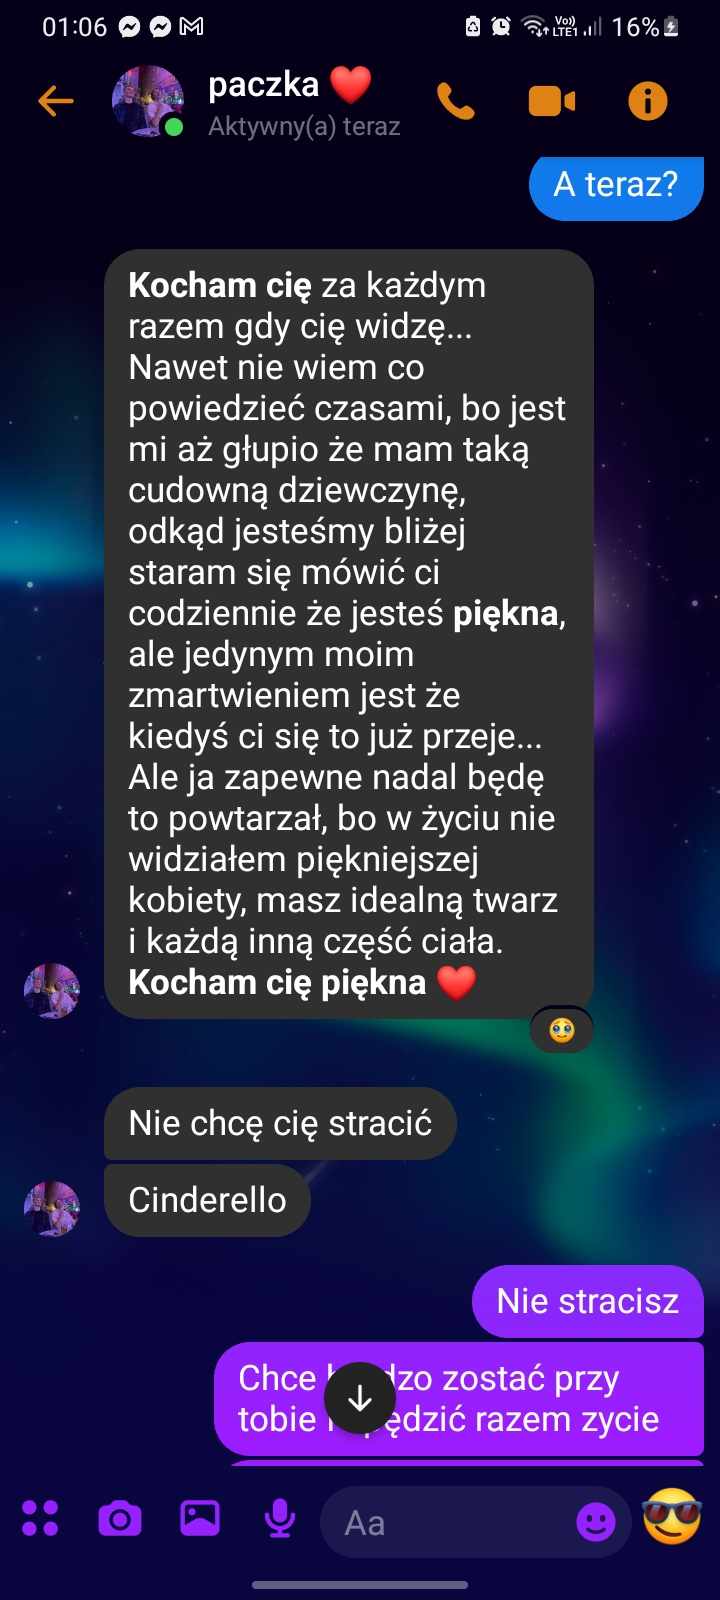 01:06
Vo))
LTE1
16%
paczka
Aktywny(a) teraz
A teraz?
Kocham cię za każdym
razem gdy cię widzę...
Nawet nie wiem co
powiedzieć czasami, bo jest
mi aż głupio że mam taką
cudowną dziewczynę,
odkąd jesteśmy bliżej
staram się mówić ci
codziennie że jesteś piękna,
ale jedynym moim
zmartwieniem jest że
kiedyś ci się to już przeje...
Ale ja zapewne nadal będę
to powtarzał, bo w życiu nie
widziałem piękniejszej
kobiety, masz idealną twarz
i każdą inną część ciała.
Kocham cię piękna ❤️
Nie chcę cię stracić
Cinderello
Nie stracisz
Chce zostać przy
tobie razem zycie
Aa